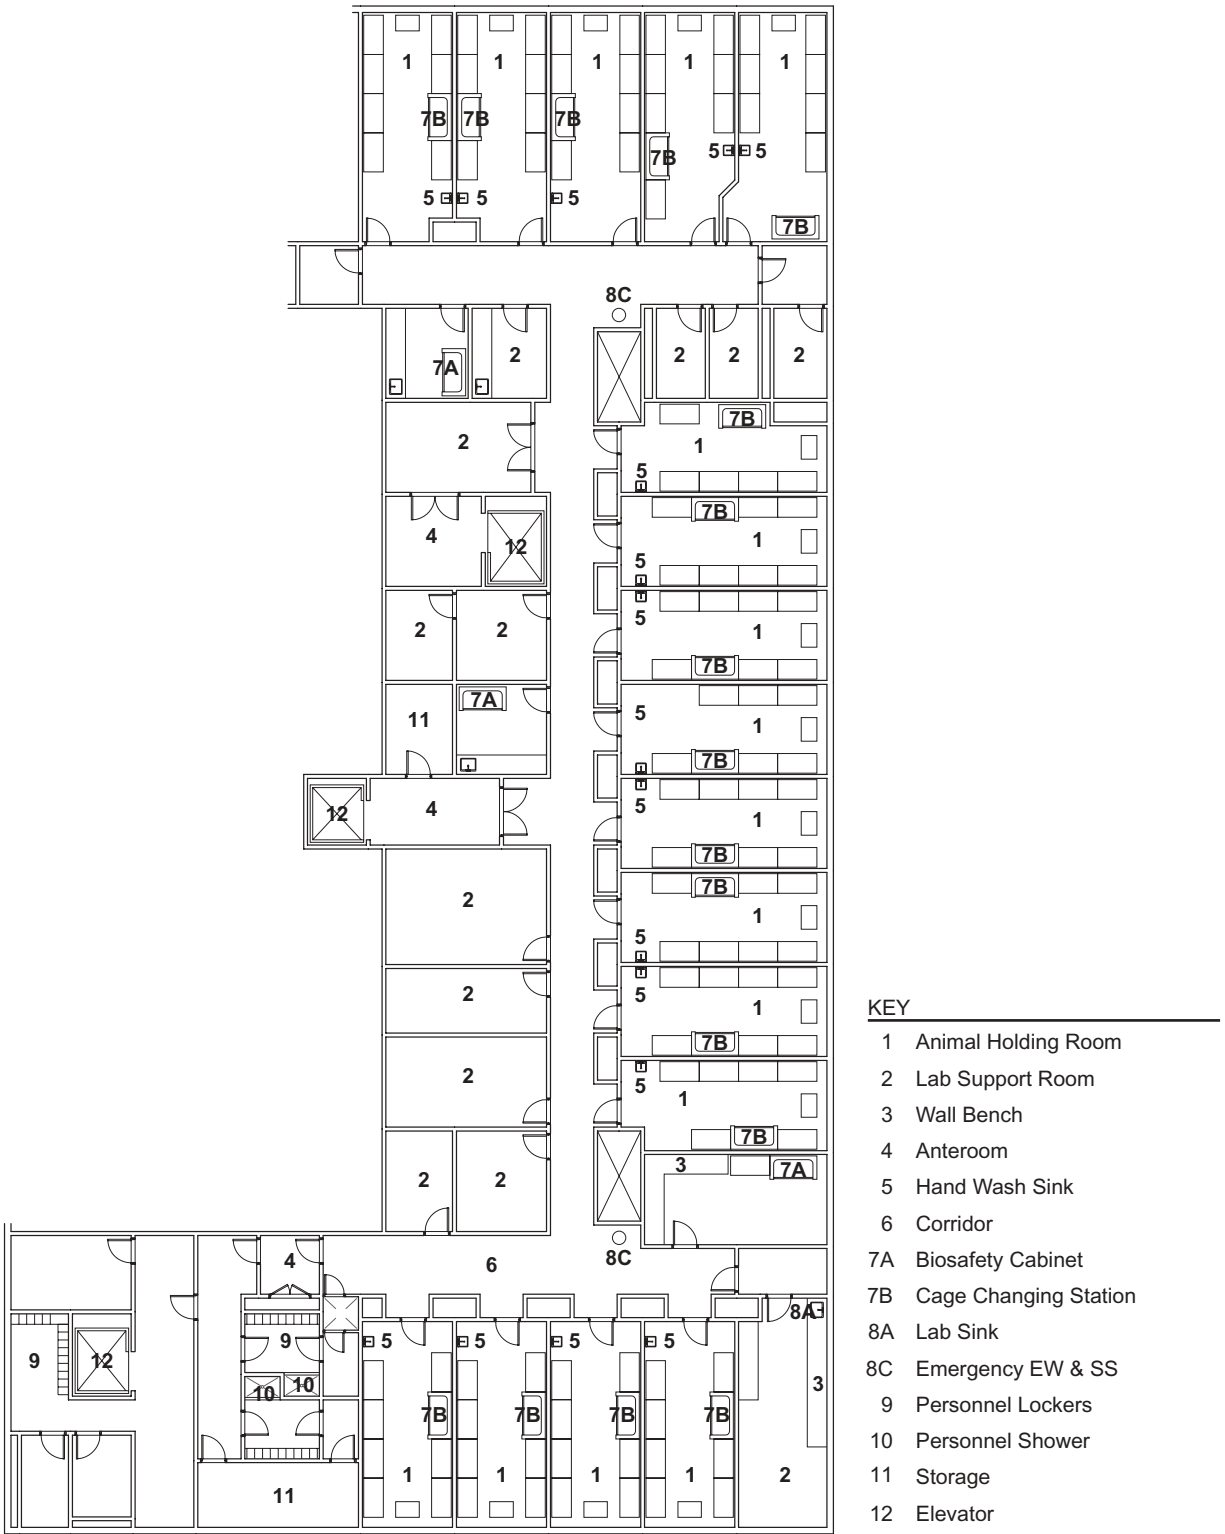 1 1 1 1 1
7B 7B 7B
7B
5 5
5 5 5
7B
8C
7A 2 2 2 2
7B
2 1
5
7B
4 12 1
5
5
2 2 1
7B
7A
11 5 1
7B
12 4 5 1
7B
7B
2 1
5
2 5 1
7B
2 5 1
7B
3 7A
2 2
8C
4 6
8A
9 12 9 5 5 5 5
10 10 3
7B 7B 7B 7B
1 1 1 1 2
11
KEY
1 Animal Holding Room
2 Lab Support Room
3 Wall Bench
4 Anteroom
5 Hand Wash Sink
6 Corridor
7A Biosafety Cabinet
7B Cage Changing Station
8A Lab Sink
8C Emergency EW & SS
9 Personnel Lockers
10 Personnel Shower
11 Storage
12 Elevator